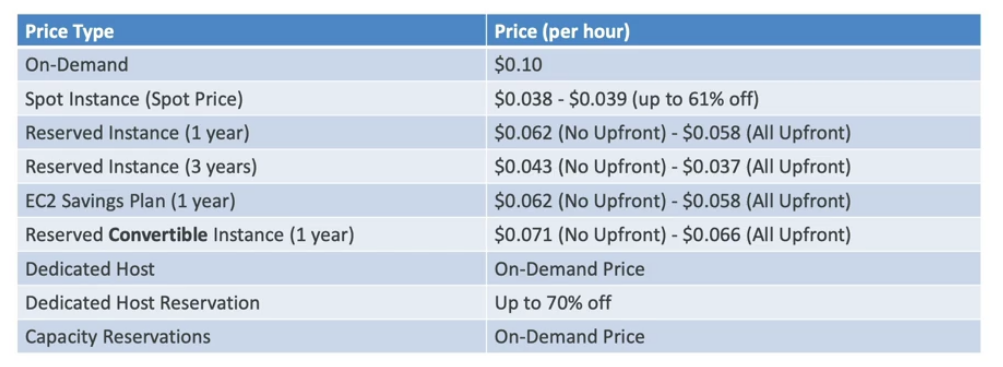 Price Type Price (per hour)
On-Demand $0.10
Spot Instance (Spot Price) $0.038 - $0.039 (up to 61% off)
Reserved Instance (1 year) $0.062 (No Upfront) - $0.058 (All Upfront)
Reserved Instance (3 years) $0.043 (No Upfront) - $0.037 (All Upfront)
EC2 Savings Plan (1 year) $0.062 (No Upfront) - $0.058 (All Upfront)
Reserved Convertible Instance (1 year) $0.071 (No Upfront) - $0.066 (All Upfront)
Dedicated Host On-Demand Price
Dedicated Host Reservation Up to 70% off
Capacity Reservations On-Demand Price